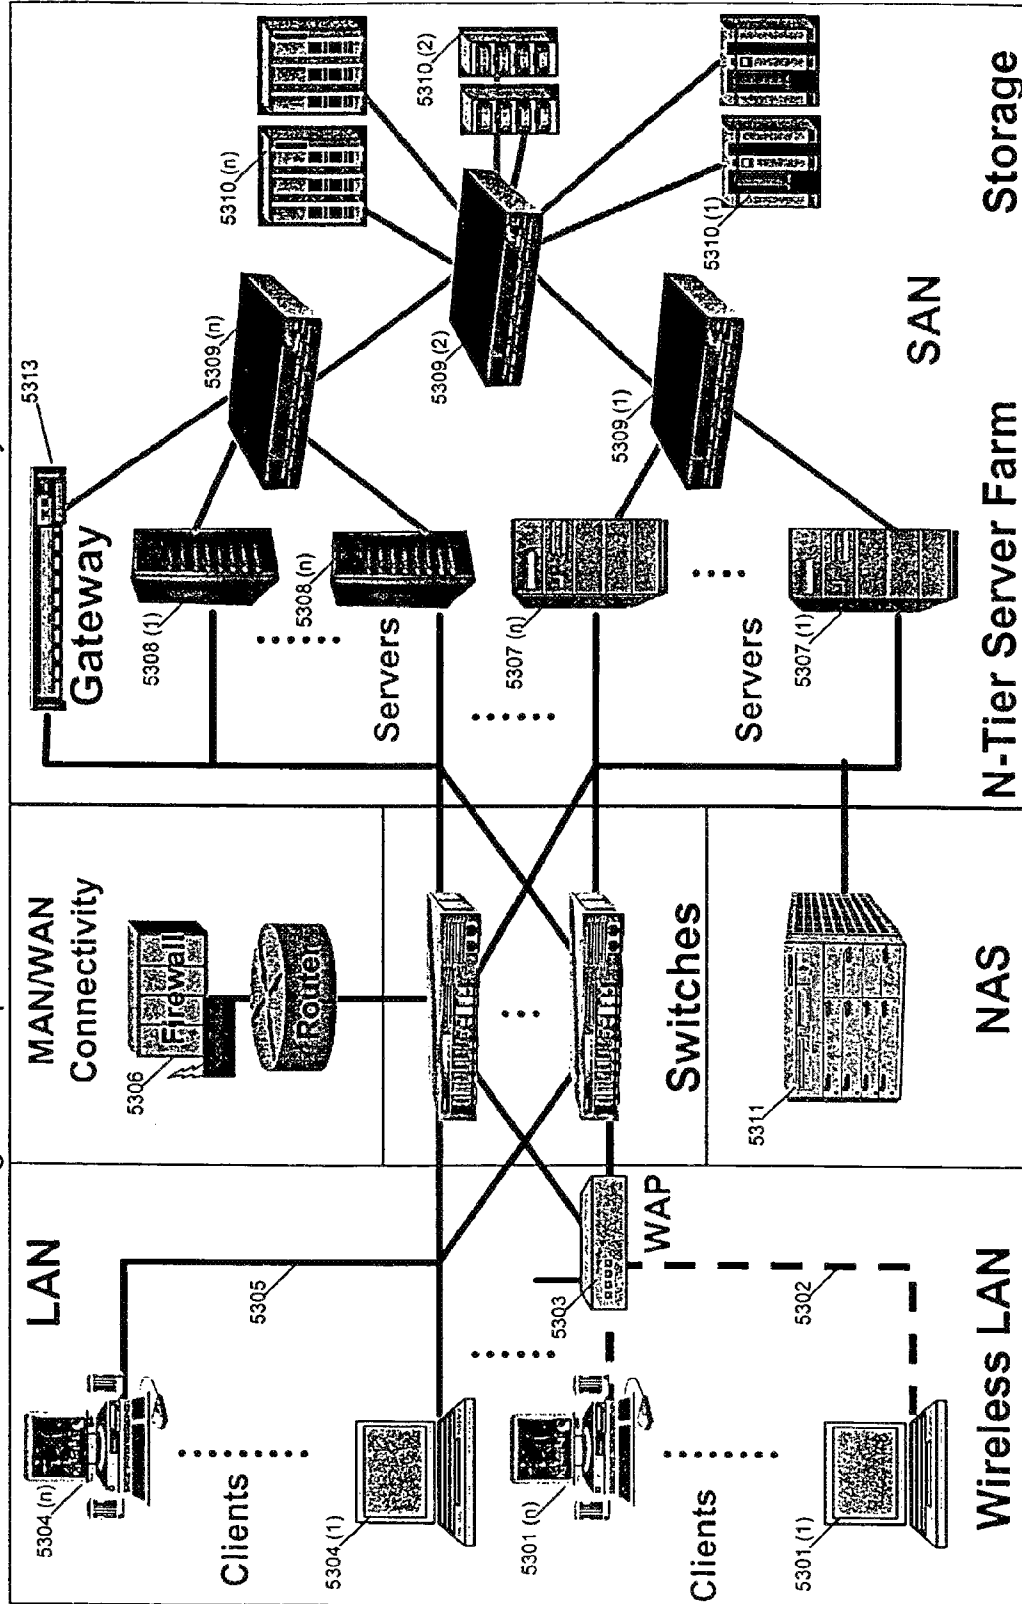 LAN
5304 (n)
Clients
5304 (1)
5305
5301 (n)
Clients
5301 (1)
5303
WAP
5302
Wireless LAN
MAN/WAN
Connectivity
5306
Firewall
Router
Switches
5311
NAS
5313
Gateway
5308 (1)
5308 (n)
Servers
5307 (n)
Servers
5307 (1)
N-Tier Server Farm
5309 (n)
5309 (2)
5309 (1)
SAN
5310 (n)
5310 (2)
5310 (1)
Storage